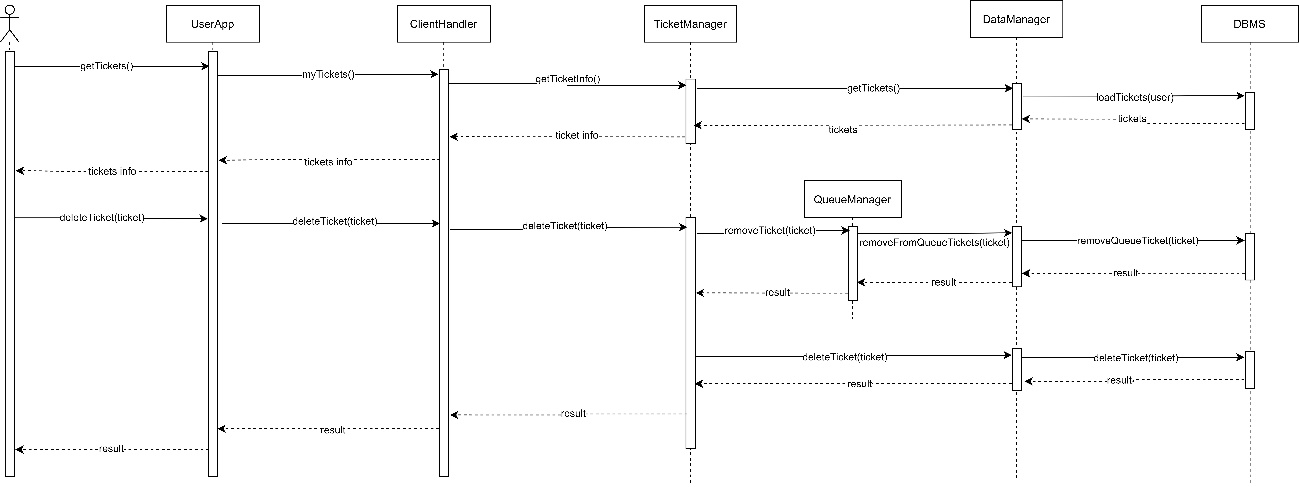 UserApp
ClientHandler
TicketManager
DataManager
DBMS
getTickets()
myTickets()
getTicketInfo()
getTickets()
loadTickets(user)
tickets
tickets
ticket info
tickets info
tickets info
QueueManager
deleteTicket(ticket)
deleteTicket(ticket)
deleteTicket(ticket)
removeTicket(ticket)
removeFromQueueTickets(ticket)
removeQueueTicket(ticket)
result
result
result
deleteTicket(ticket)
deleteTicket(ticket)
result
result
result
result
result